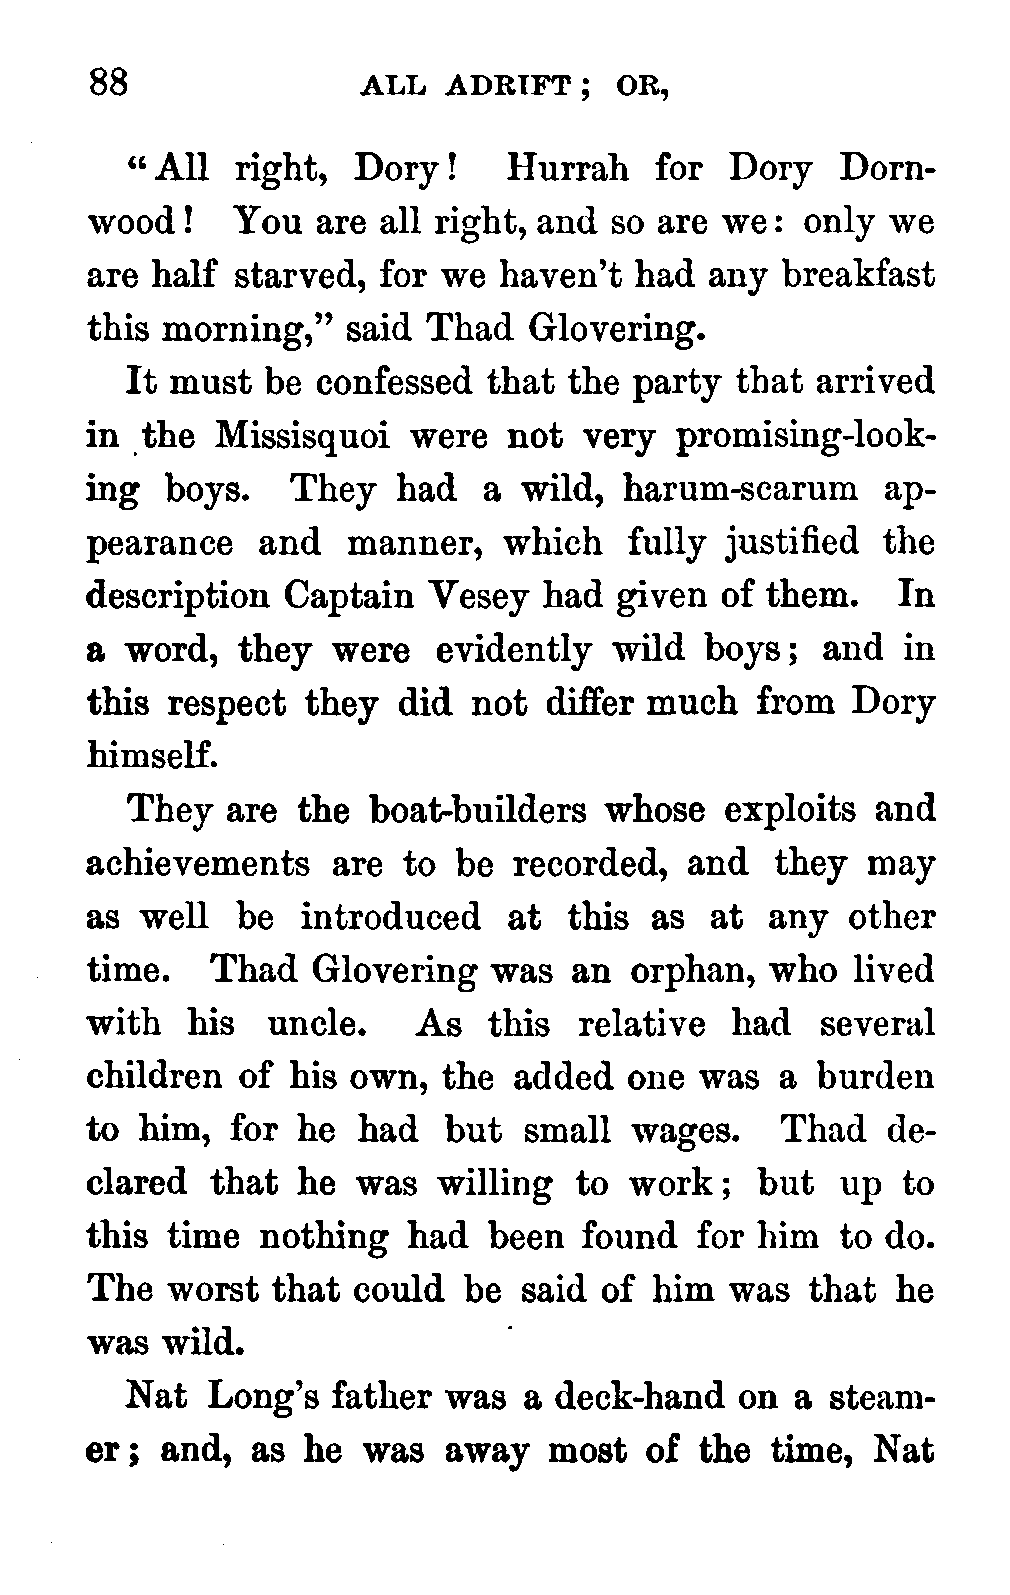 88 ALL ADRIFT; OR,
“All right, Dory! Hurrah for Dory Dorn-
wood! You are all right, and so are we: only we
are half starved, for we haven’t had any breakfast
this morning,” said Thad Glovering.
It must be confessed that the party that arrived
in the Missisquoi were not very promising-look-
ing boys. They had a wild, harum-scarum ap-
pearance and manner, which fully justified the
description Captain Vesey had given of them. In
a word, they were evidently wild boys; and in
this respect they did not differ much from Dory
himself.
They are the boat-builders whose exploits and
achievements are to be recorded, and they may
as well be introduced at this as at any other
time. Thad Glovering was an orphan, who lived
with his uncle. As this relative had several
children of his own, the added one was a burden
to him, for he had but small wages. Thad de-
clared that he was willing to work; but up to
this time nothing had been found for him to do.
The worst that could be said of him was that he
was wild.
Nat Long’s father was a deck-hand on a steam-
er; and, as he was away most of the time, Nat